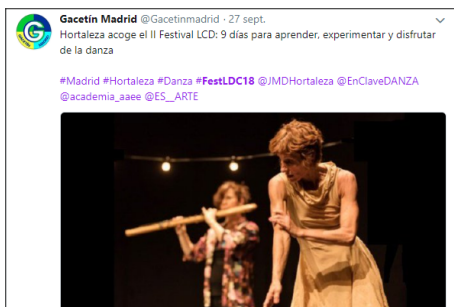 Gacetín Madrid @Gacetinmadrid · 27 sept.
Hortaleza acoge el II Festival LCD: 9 días para aprender, experimentar y disfrutar
de la danza
#Madrid #Hortaleza #Danza #FestLDC18 @JMDHortaleza @EnClaveDANZA
@academia_aaee @ES__ARTE